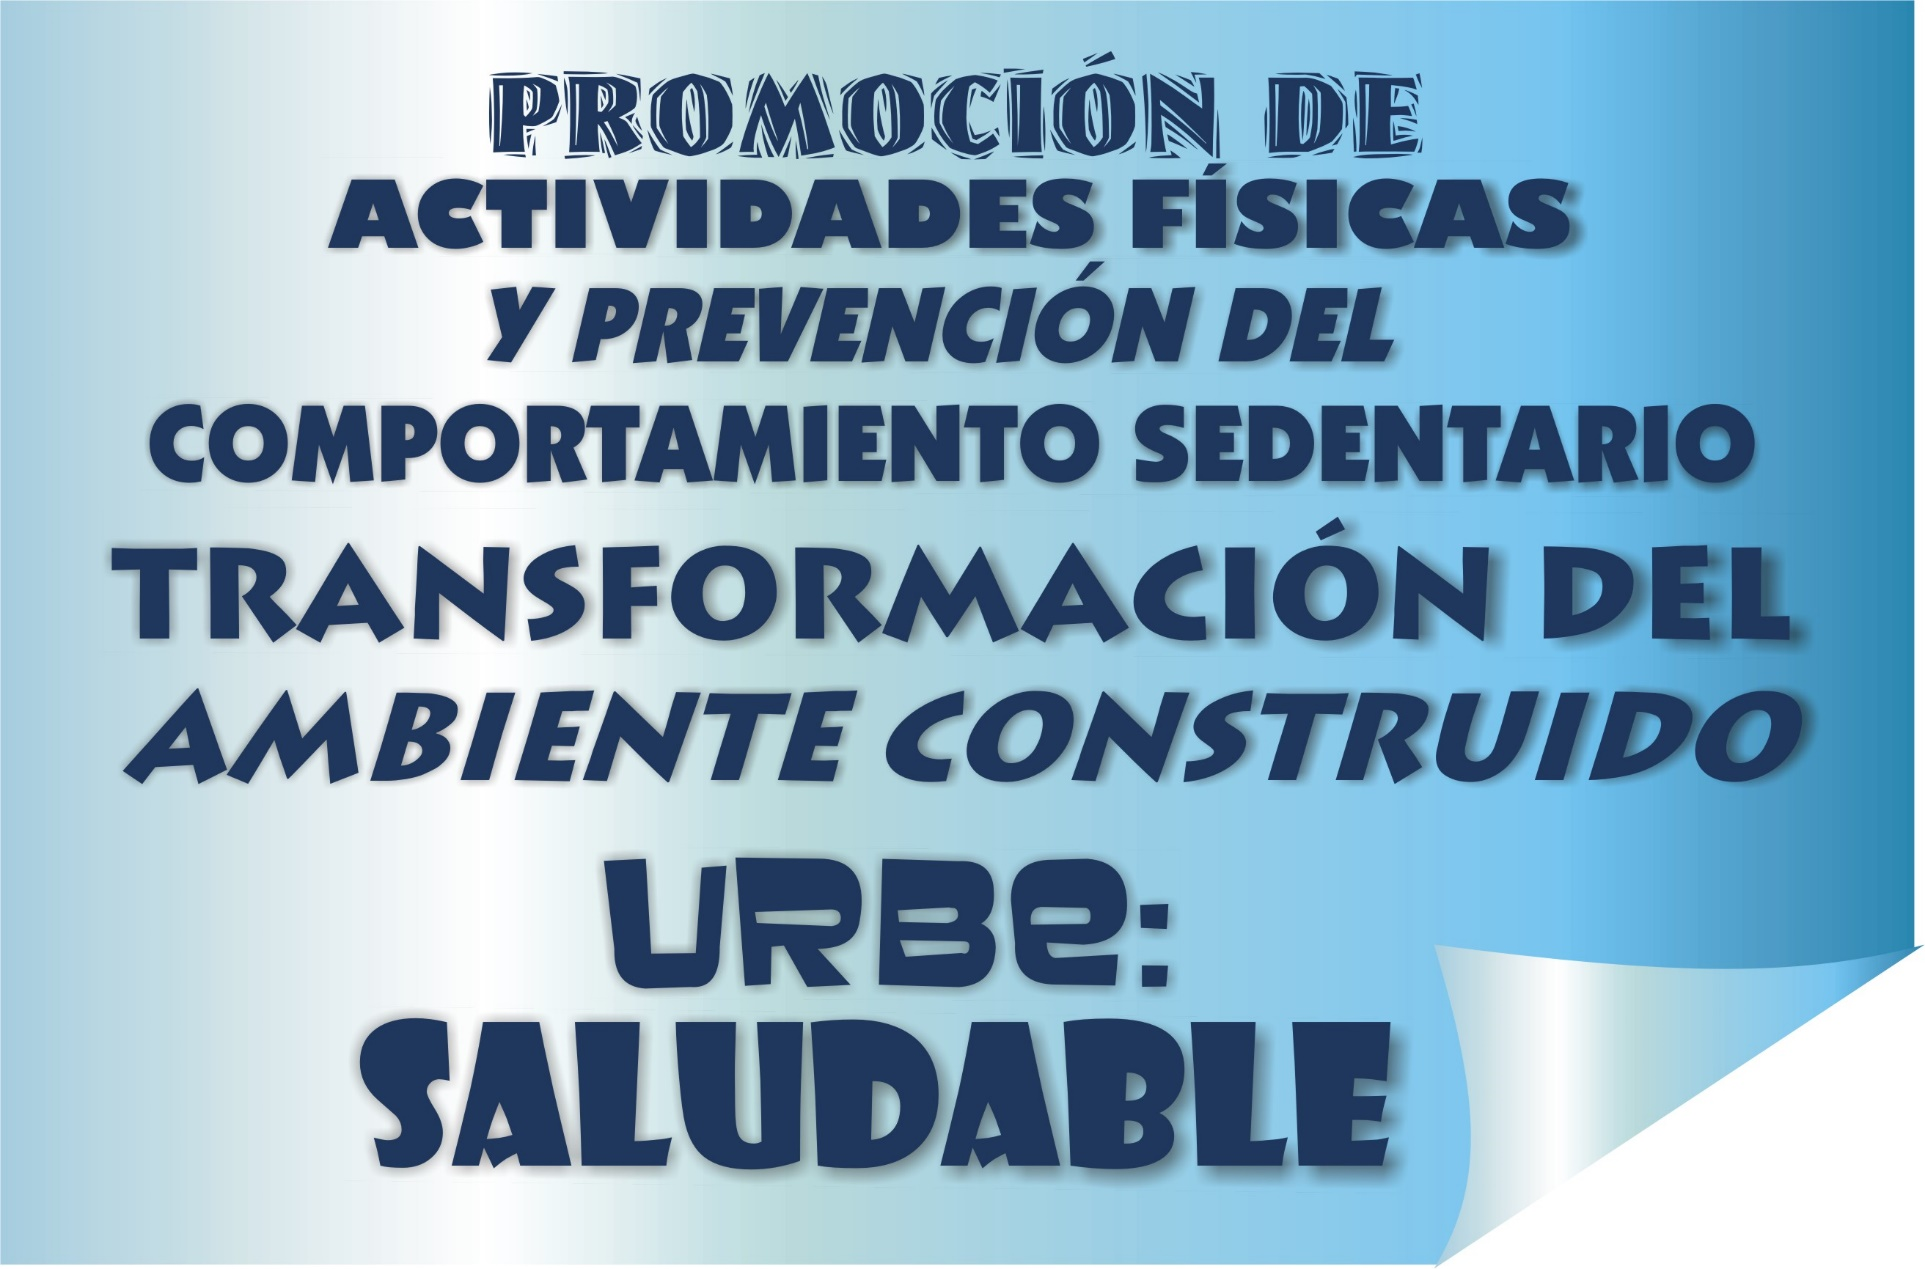 PROMOCIÓN DE
ACTIVIDADES FÍSICAS
Y PREVENCIÓN DEL
COMPORTAMIENTO SEDENTARIO
TRANSFORMACIÓN DEL
AMBIENTE CONSTRUIDO
URBe:
SALUDABLE